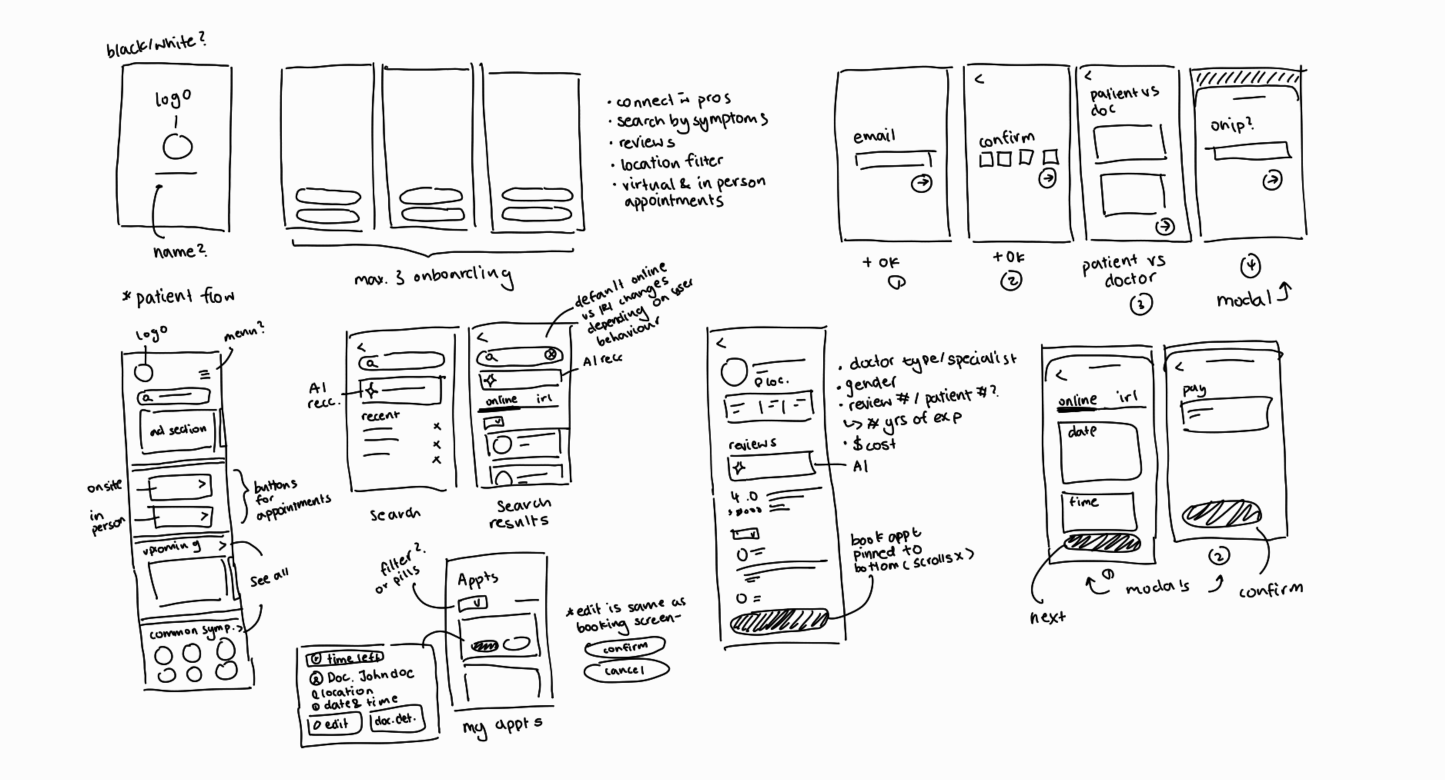 black/white?
logo
name?
max. 3 onboarding
• connect w pros
• search by symptoms
• reviews
• location filter
• virtual & in person
appointments
email
+ OK
1
<
confirm
+ OK
2
<
patient vs
doc
patient vs
doctor
3
onip?
4
modal
* patient flow
logo
menu?
ad section
onsite
in
person
buttons
for
appointments
upcoming >
see all
common symp. >
<
AI
recc.
recent
x
x
x
search
default online
vs irl changes
depending on user
behaviour
<
AI recc
online irl
search
results
filter?
or pills
Appts
my appts
time left
Doc. John doc
location
date & time
edit
doc.det.
*edit is same as
booking screen-
confirm
cancel
<
loc.
reviews
AI
4.0
• doctor type/specialist
• gender
• review # / patient #?
↳ # yrs of exp
• $cost
book appt
pinned to
bottom (scrolls x)
<
online irl
date
time
next
1
modals
<
pay
2
confirm